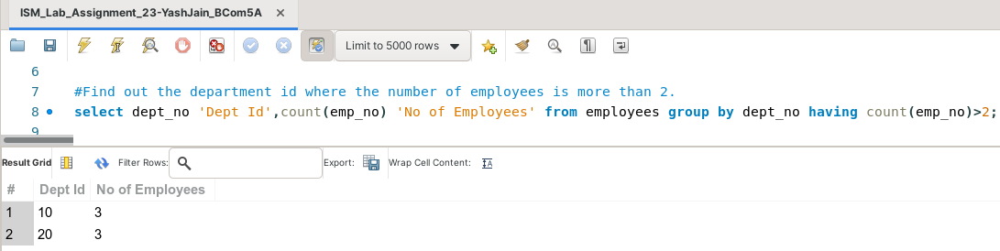 ISM_Lab_Assignment_23-YashJain_BCom5A ×
Limit to 5000 rows
6
7 #Find out the department id where the number of employees is more than 2.
8 select dept_no 'Dept Id',count(emp_no) 'No of Employees' from employees group by dept_no having count(emp_no)>2;
9
Result Grid Filter Rows: Export: Wrap Cell Content: IA
# Dept Id No of Employees
1 10 3
2 20 3